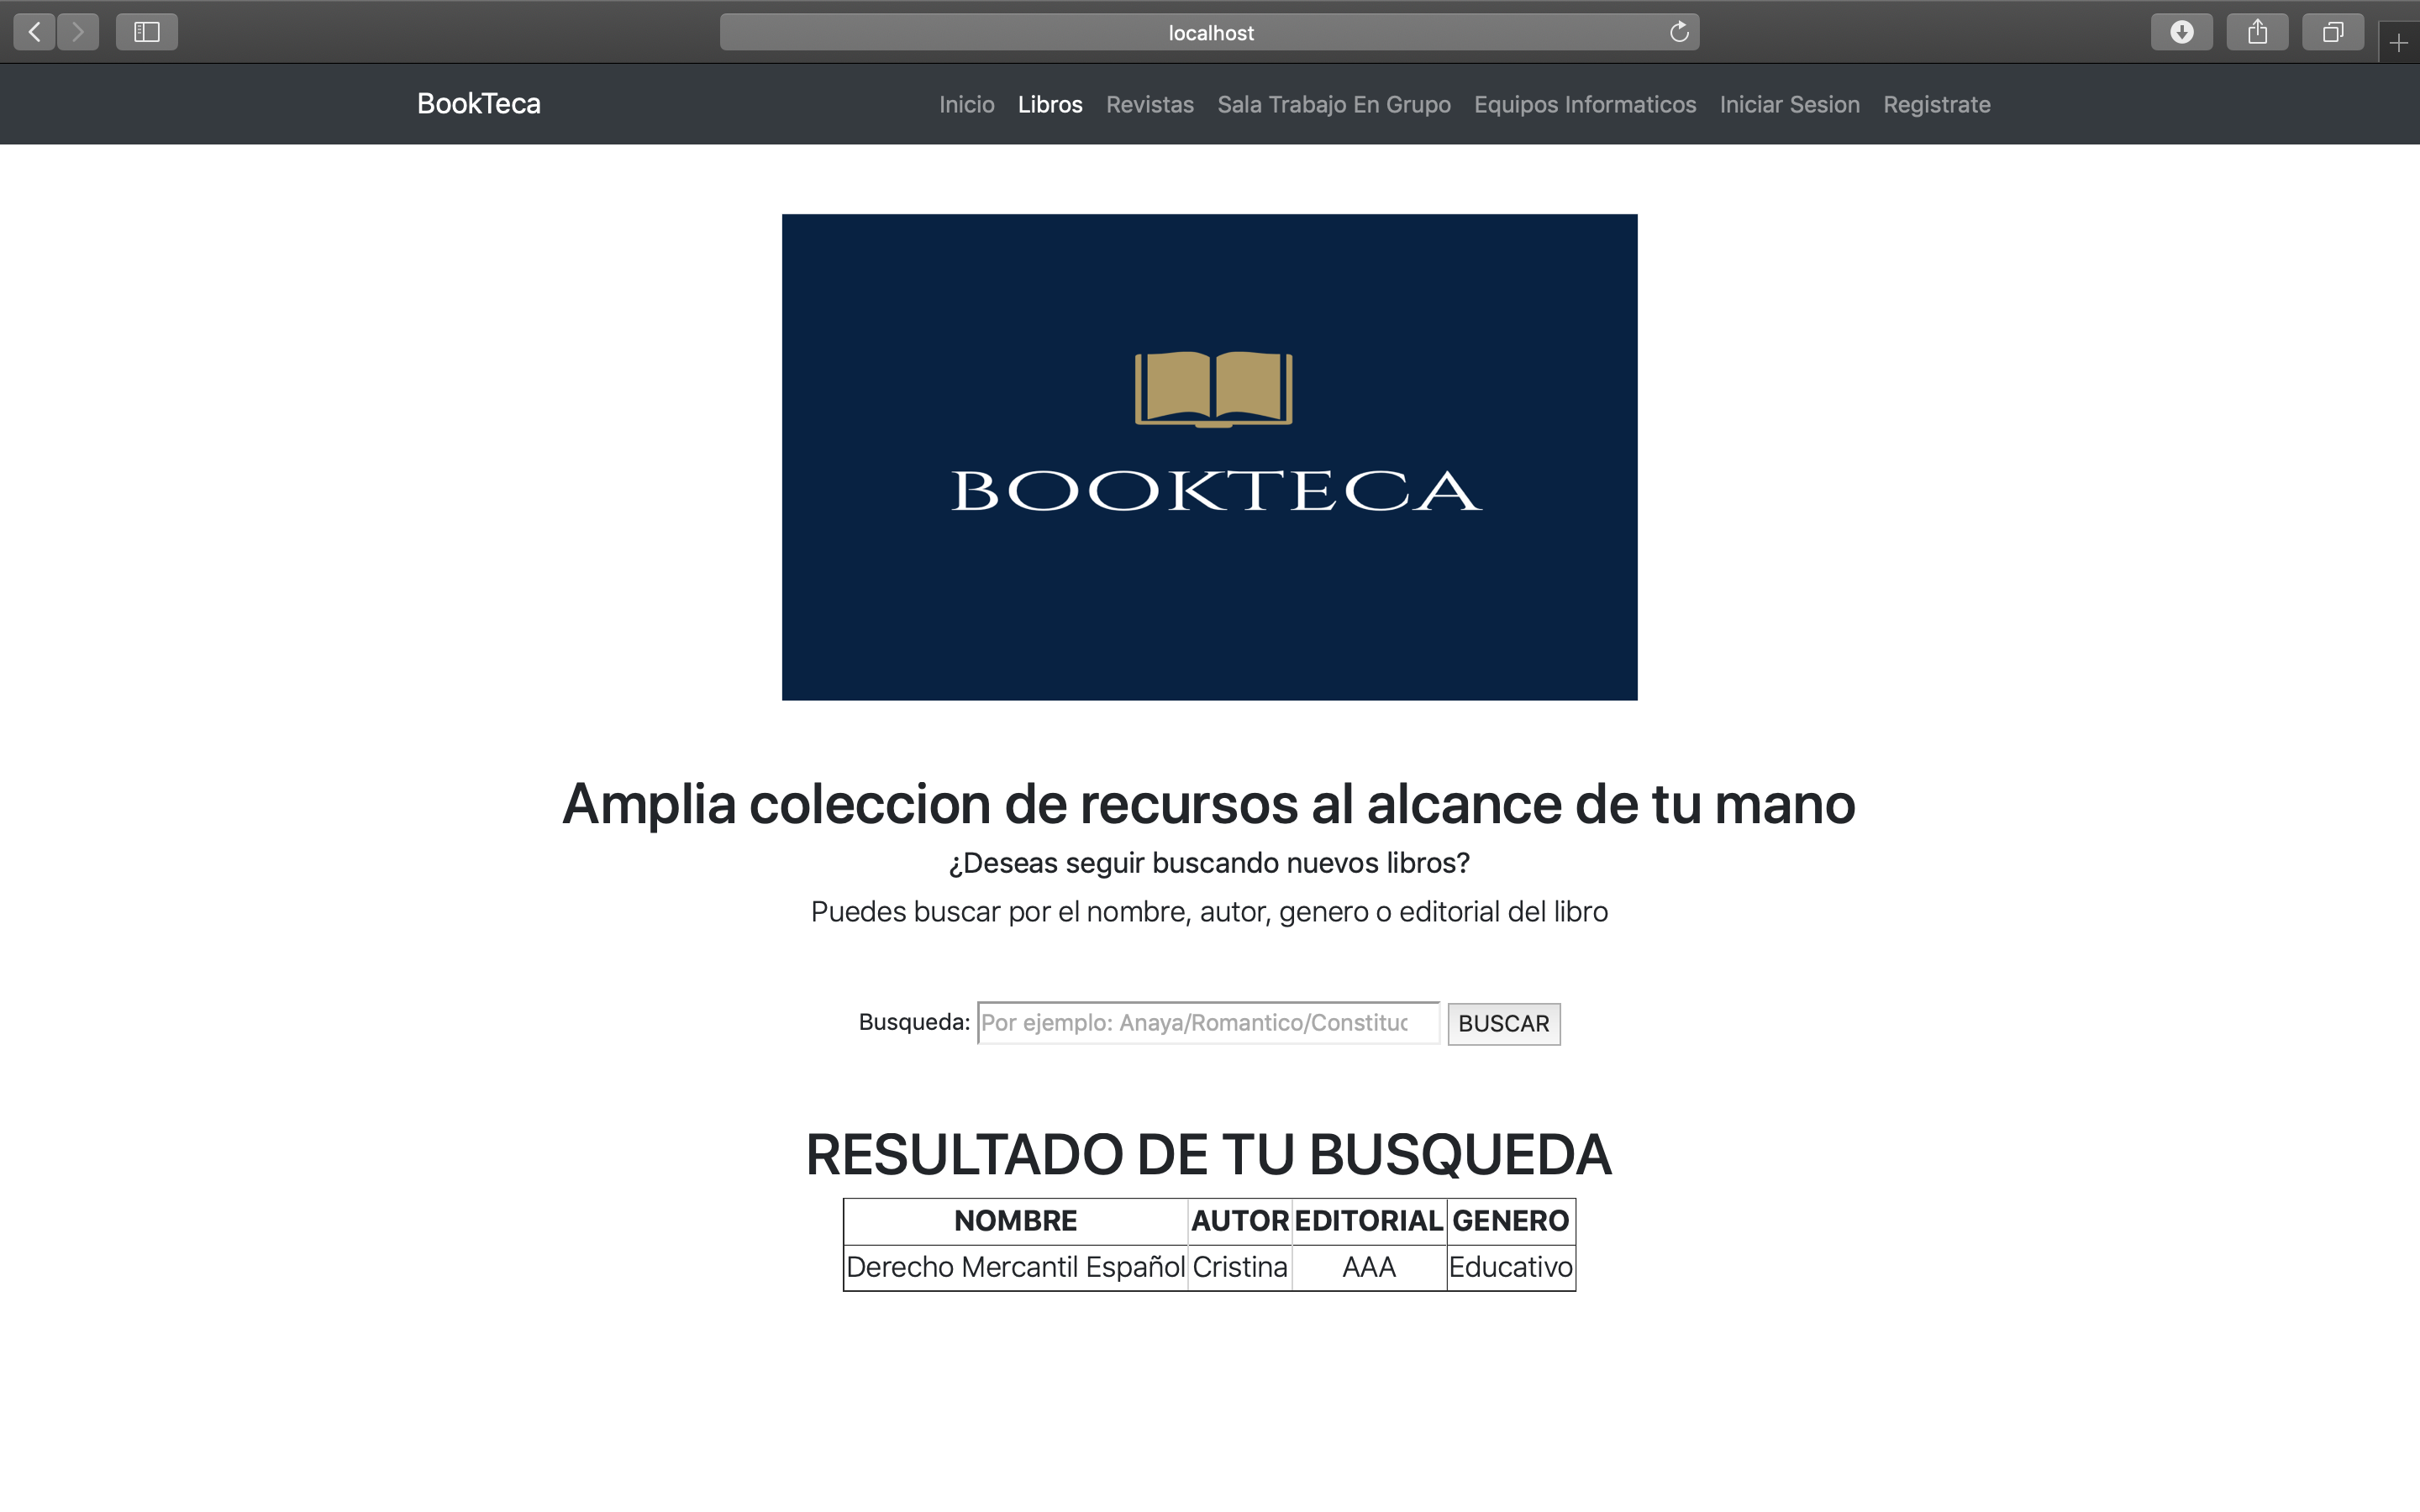 localhost
BookTeca Inicio Libros Revistas Sala Trabajo En Grupo Equipos Informaticos Iniciar Sesion Registrate
BOOKTECA
Amplia coleccion de recursos al alcance de tu mano
¿Deseas seguir buscando nuevos libros?
Puedes buscar por el nombre, autor, genero o editorial del libro
Busqueda: Por ejemplo: Anaya/Romantico/Constituc BUSCAR
RESULTADO DE TU BUSQUEDA
NOMBRE AUTOR EDITORIAL GENERO
Derecho Mercantil Español Cristina AAA Educativo